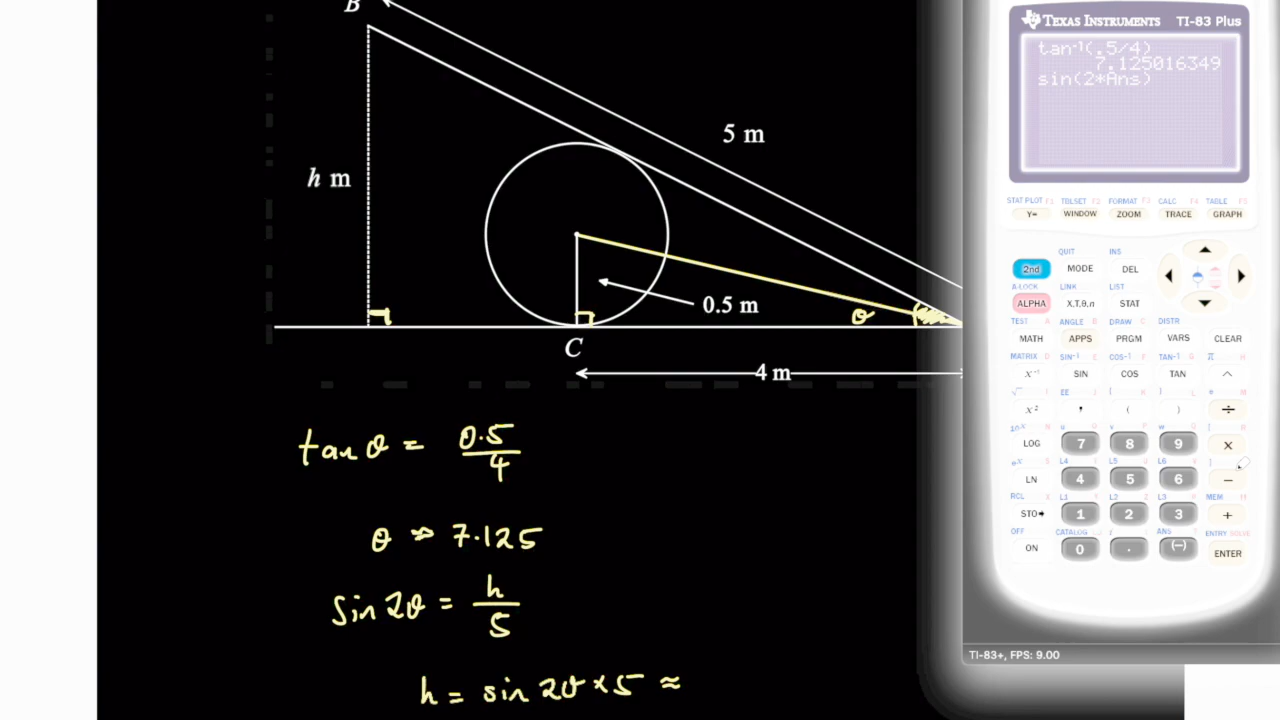 B
TEXAS INSTRUMENTS TI-83 Plus
tan⁻¹(.5/4)
7.125016349
sin(2*Ans)
5 m
h m
0.5 m
θ
C
4 m
tan θ = 0.5/4
θ ≈ 7.125
sin 2θ = h/5
h = sin 2θ × 5 ≈
STAT PLOT F1 TBLSET F2 FORMAT F3 CALC F4 TABLE F5
Y= WINDOW ZOOM TRACE GRAPH
QUIT INS
2nd MODE DEL
A-LOCK LINK LIST
ALPHA X,T,θ,n STAT
TEST A ANGLE B DRAW C DISTR
MATH APPS PRGM VARS CLEAR
MATRIX D SIN⁻¹ E COS⁻¹ F TAN⁻¹ G π H
X⁻¹ SIN COS TAN ^
√ I EE J { K } L e M
X² , ( ) ÷
10ˣ N u O v P w Q [ R
LOG 7 8 9 ×
eˣ S L4 T L5 U L6 V ]
LN 4 5 6 −
RCL X L1 Y L2 Z L3 θ MEM "
STO➔ 1 2 3 +
OFF CATALOG ANS ? ENTRY SOLVE
ON 0 . (−) ENTER
TI-83+, FPS: 9.00